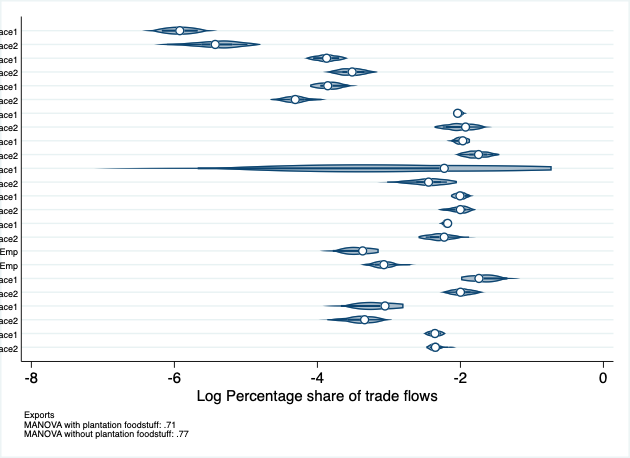 ace1
ace2
ace1
ace2
ace1
ace2
ace1
ace2
ace1
ace2
ace1
ace2
ace1
ace2
ace1
ace2
Emp
Emp
ace1
ace2
ace1
ace2
ace1
ace2
-8 -6 -4 -2 0
Log Percentage share of trade flows
Exports
MANOVA with plantation foodstuff: .71
MANOVA without plantation foodstuff: .77